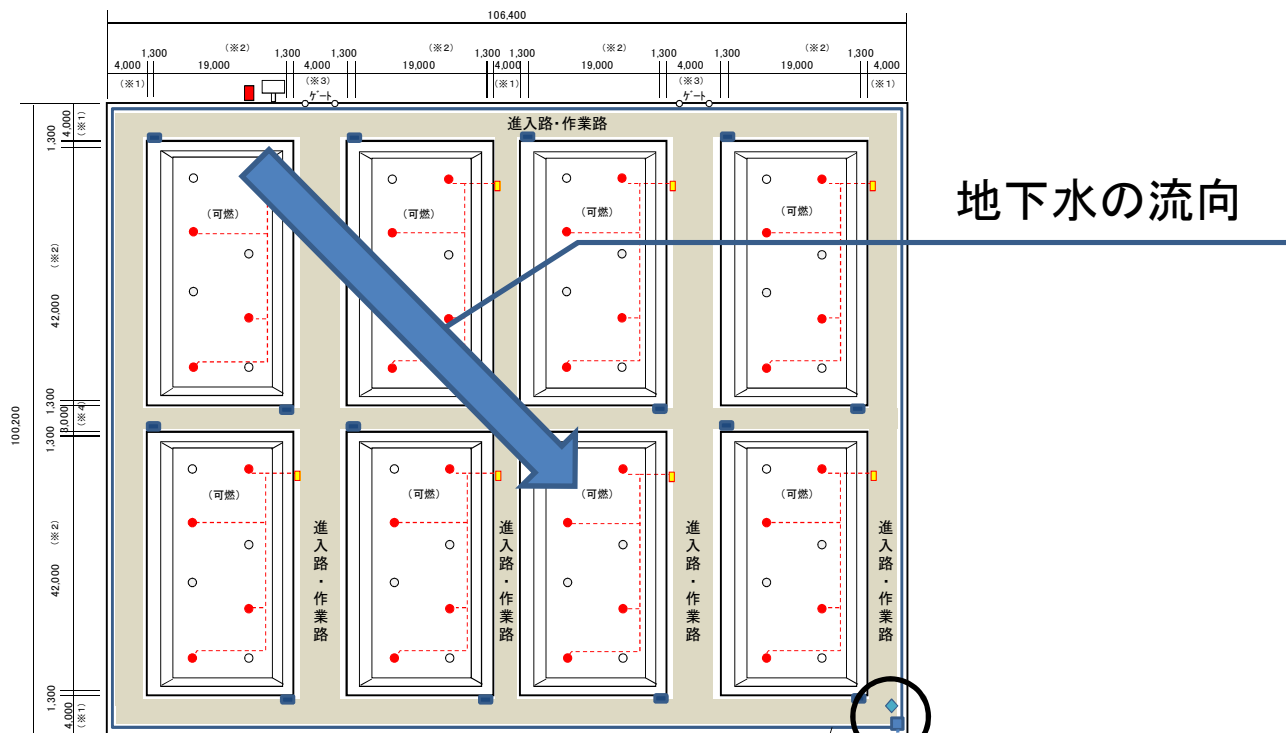 106,400
1,300 (※2) 1,300 1,300 (※2) 1,300 1,300 (※2) 1,300 (※2) 1,300
4,000 19,000 4,000 19,000 4,000 19,000 19,000 4,000
(※1) (※3) (※1) (※3) (※1)
ゲート ゲート
進入路・作業路
地下水の流向
(可燃) (可燃) (可燃) (可燃)
(可燃) (可燃) (可燃) (可燃)
進入路・作業路
進入路・作業路
進入路・作業路
進入路・作業路
100,200
4,000 (※1)
1,300
(※2)
42,000
1,300
3,000 (※4)
1,300
(※2)
42,000
1,300
4,000 (※1)